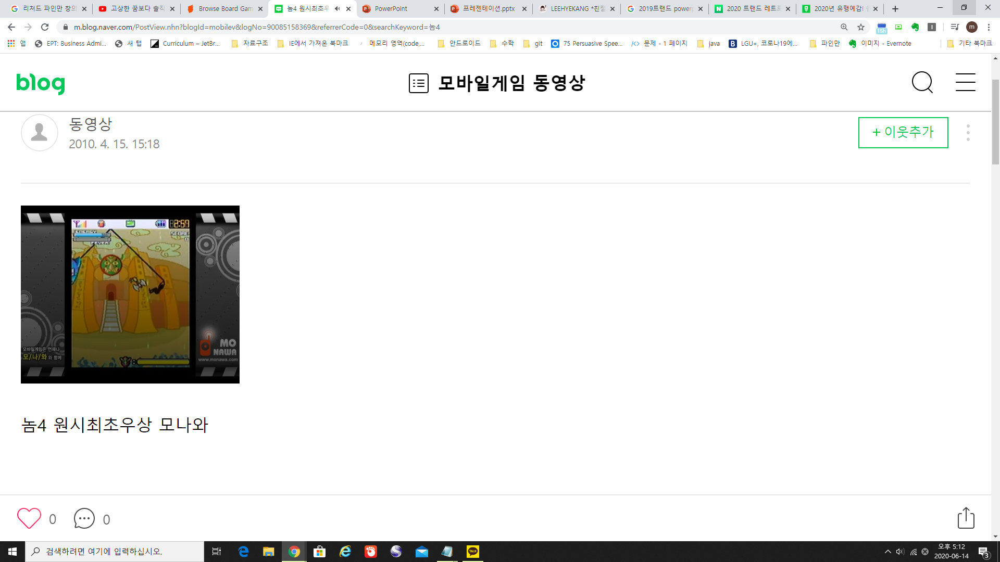 리처드 파인만 창의
고상한 꿈보다 솔직
Browse Board Gam
놈4 원시최초우
PowerPoint
프레젠테이션.pptx
LEEHYEKANG *친절
2019트랜드 powerp
2020 트랜드 레트로
2020년 유행예감!
m.blog.naver.com/PostView.nhn?blogId=mobilev&logNo=90085158369&referrerCode=0&searchKeyword=놈4
15h
m
앱
EPT: Business Admi...
새 탭
Curriculum – JetBr...
자료구조
IE에서 가져온 북마크
메모리 영역(code,...
안드로이드
수학
git
75 Persuasive Spee...
문제 - 1 페이지
java
LGU+, 코로나19에...
파인만
이미지 - Evernote
기타 북마크
blog
모바일게임 동영상
동영상
2010. 4. 15. 15:18
+ 이웃추가
2:59
ENERGY
SCORE
0
FEVER
모바일게임은 언제나
모/나/와 와 함께
MO
NAWA
www.monawa.com
놈4 원시최초우상 모나와
0
0
검색하려면 여기에 입력하십시오.
TALK
오후 5:12
2020-06-14
3